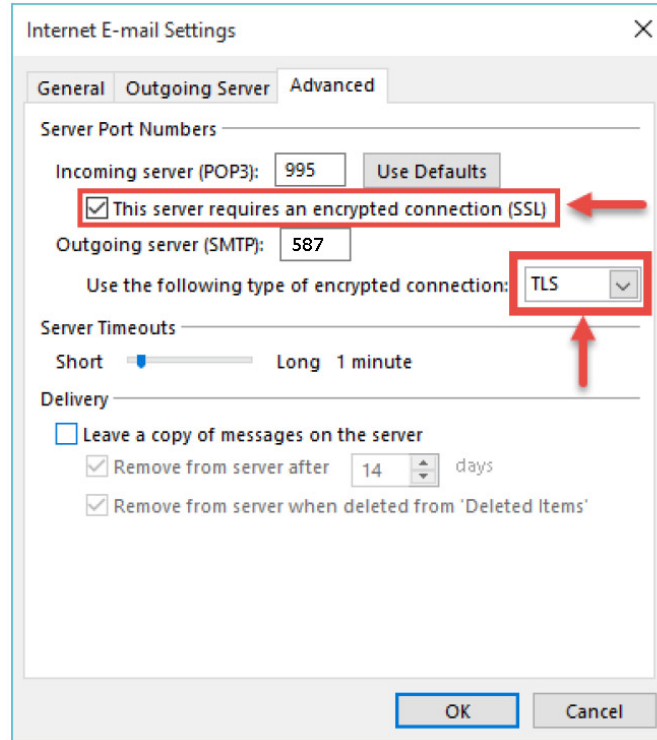 Internet E-mail Settings
General Outgoing Server Advanced
Server Port Numbers
Incoming server (POP3): 995 Use Defaults
This server requires an encrypted connection (SSL)
Outgoing server (SMTP): 587
Use the following type of encrypted connection: TLS
Server Timeouts
Short Long 1 minute
Delivery
Leave a copy of messages on the server
Remove from server after 14 days
Remove from server when deleted from 'Deleted Items'
OK Cancel